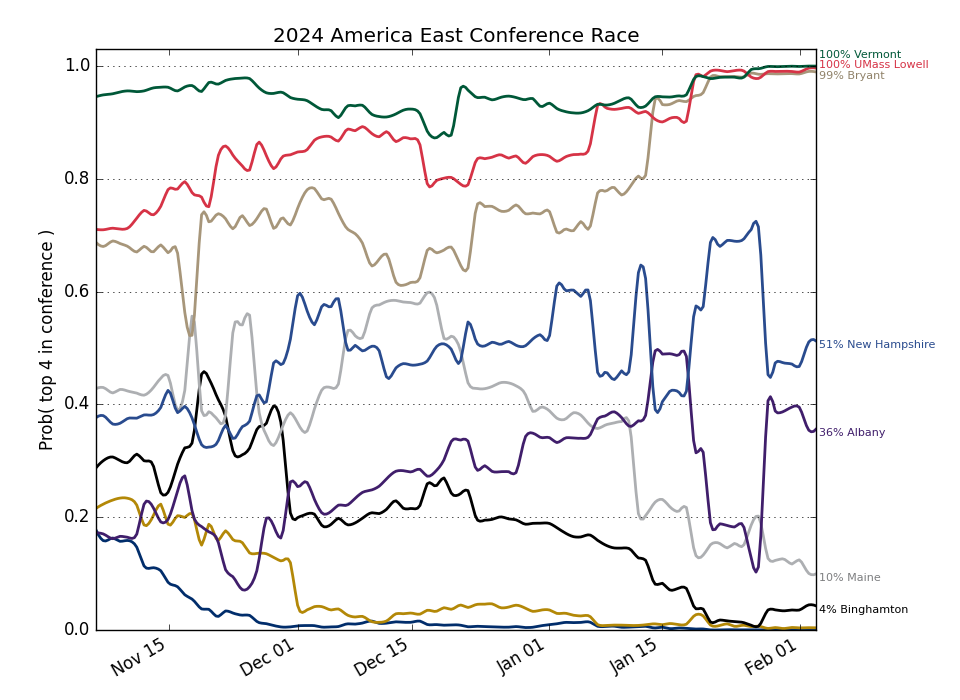 2024 America East Conference Race
Prob( top 4 in conference )
1.0
0.8
0.6
0.4
0.2
0.0
Nov 15
Dec 01
Dec 15
Jan 01
Jan 15
Feb 01
100% Vermont
100% UMass Lowell
99% Bryant
51% New Hampshire
36% Albany
10% Maine
4% Binghamton